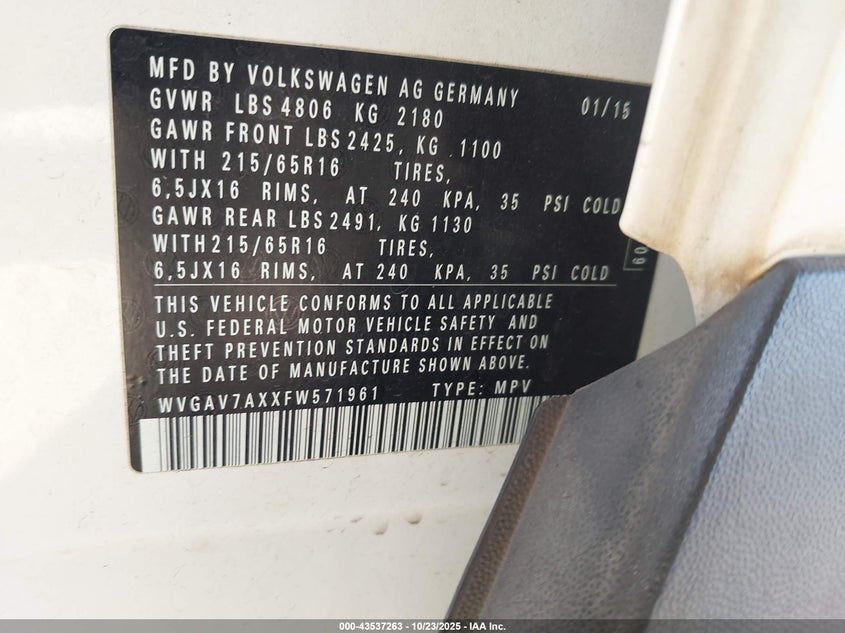 MFD BY VOLKSWAGEN AG GERMANY 01/15
GVWR LBS 4806 KG 2180
GAWR FRONT LBS 2425, KG 1100
WITH 215/65R16 TIRES,
6,5JX16 RIMS, AT 240 KPA, 35 PSI COLD
GAWR REAR LBS 2491, KG 1130
WITH 215/65R16 TIRES,
6,5JX16 RIMS, AT 240 KPA, 35 PSI COLD
THIS VEHICLE CONFORMS TO ALL APPLICABLE
U.S. FEDERAL MOTOR VEHICLE SAFETY AND
THEFT PREVENTION STANDARDS IN EFFECT ON
THE DATE OF MANUFACTURE SHOWN ABOVE.
WVGAV7AXXFW571961 TYPE: MPV
000-43537263 - 10/23/2025 - IAA Inc.